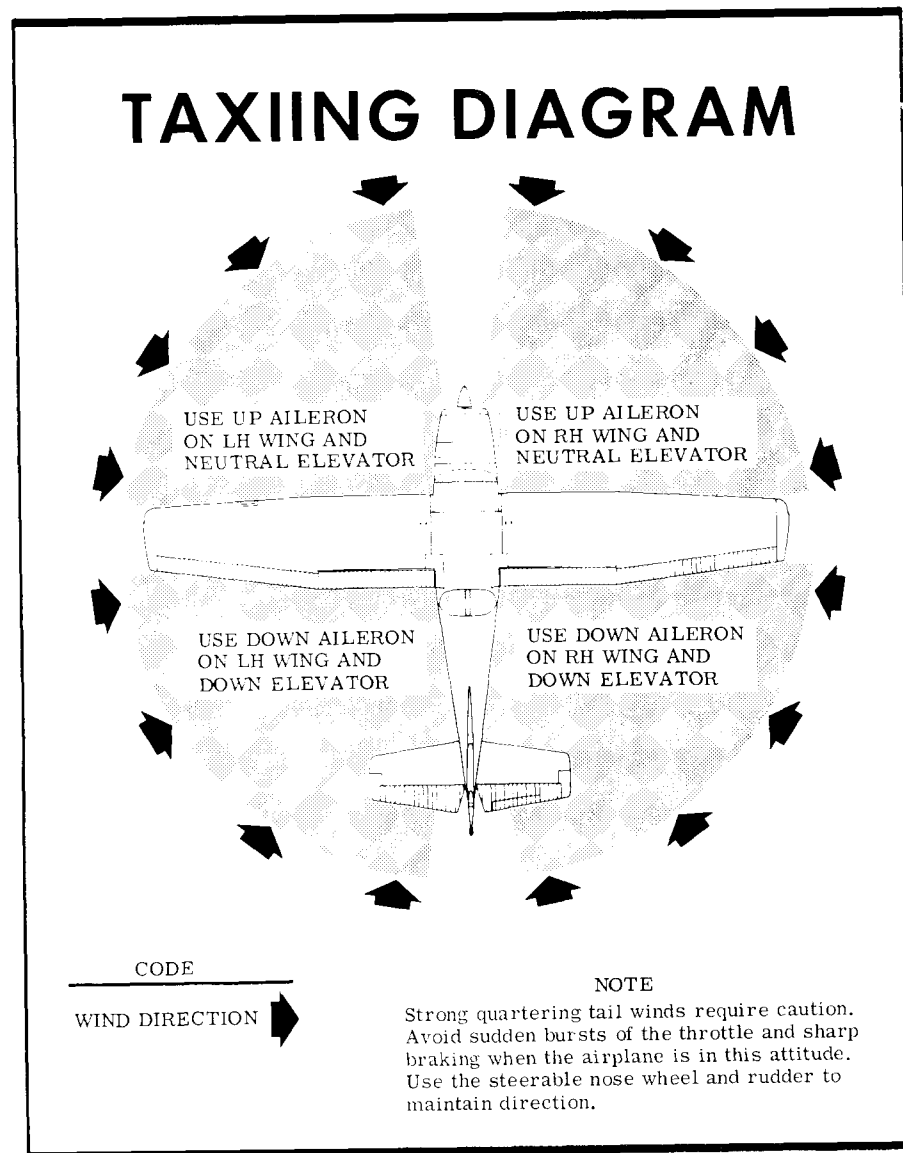 TAXIING DIAGRAM
USE UP AILERON
ON LH WING AND
NEUTRAL ELEVATOR
USE UP AILERON
ON RH WING AND
NEUTRAL ELEVATOR
USE DOWN AILERON
ON LH WING AND
DOWN ELEVATOR
USE DOWN AILERON
ON RH WING AND
DOWN ELEVATOR
CODE
WIND DIRECTION
NOTE
Strong quartering tail winds require caution.
Avoid sudden bursts of the throttle and sharp
braking when the airplane is in this attitude.
Use the steerable nose wheel and rudder to
maintain direction.